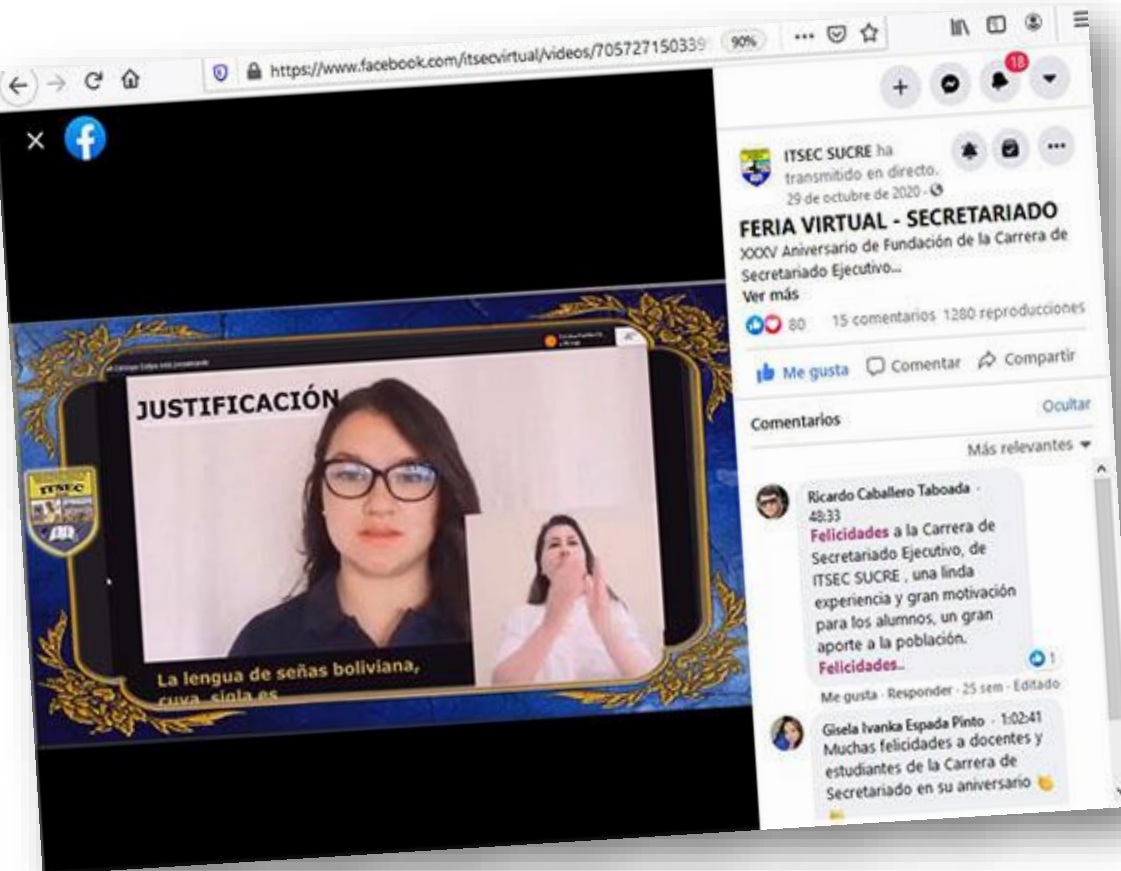 https://www.facebook.com/itsecvirtual/videos/705727150339
90%
18
ITSEC SUCRE ha
transmitido en directo.
29 de octubre de 2020 ·
FERIA VIRTUAL - SECRETARIADO
XXXV Aniversario de Fundación de la Carrera de
Secretariado Ejecutivo...
Ver más
80 15 comentarios 1280 reproducciones
Me gusta Comentar Compartir
Comentarios Ocultar
Más relevantes
Ricardo Caballero Taboada ·
48:33
Felicidades a la Carrera de
Secretariado Ejecutivo, de
ITSEC SUCRE , una linda
experiencia y gran motivación
para los alumnos, un gran
aporte a la población.
Felicidades..
1
Me gusta · Responder · 25 sem · Editado
Gisela Ivanka Espada Pinto · 1:02:41
Muchas felicidades a docentes y
estudiantes de la Carrera de
Secretariado en su aniversario
JUSTIFICACIÓN
ITSEC
La lengua de señas boliviana,
cuya sigla es